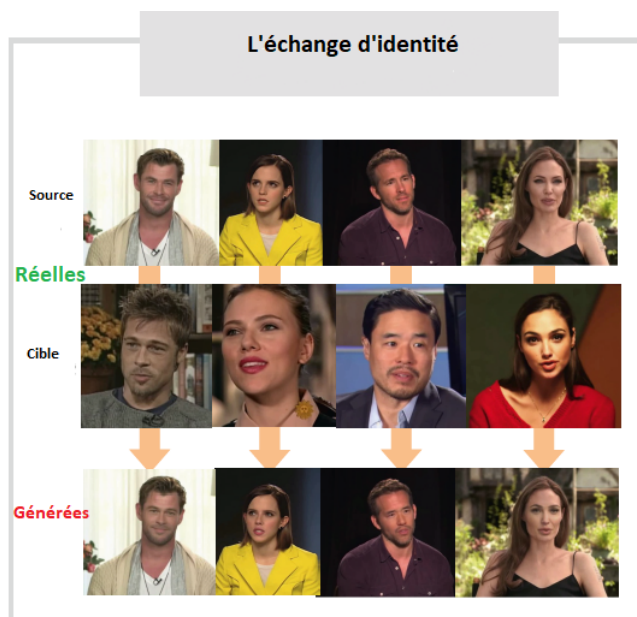 L'échange d'identité
Source
Réelles
Cible
Générées